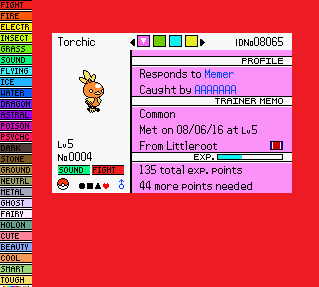 FIGHT
FIRE
ELECTR
INSECT
GRASS
SOUND
FLYING
ICE
WATER
DRAGON
ASTRAL
POISON
PSYCHC
DARK
STONE
GROUND
NEUTRL
METAL
GHOST
FAIRY
HOLON
CUTE
BEAUTY
COOL
SMART
TOUGH
Torchic
Lv5
No0004
SOUND FIGHT
IDNo08065
PROFILE
Responds to Memer
Caught by AAAAAAA
TRAINER MEMO
Common
Met on 08/06/16 at Lv5
From Littleroot
EXP.
135 total exp. points
44 more points needed